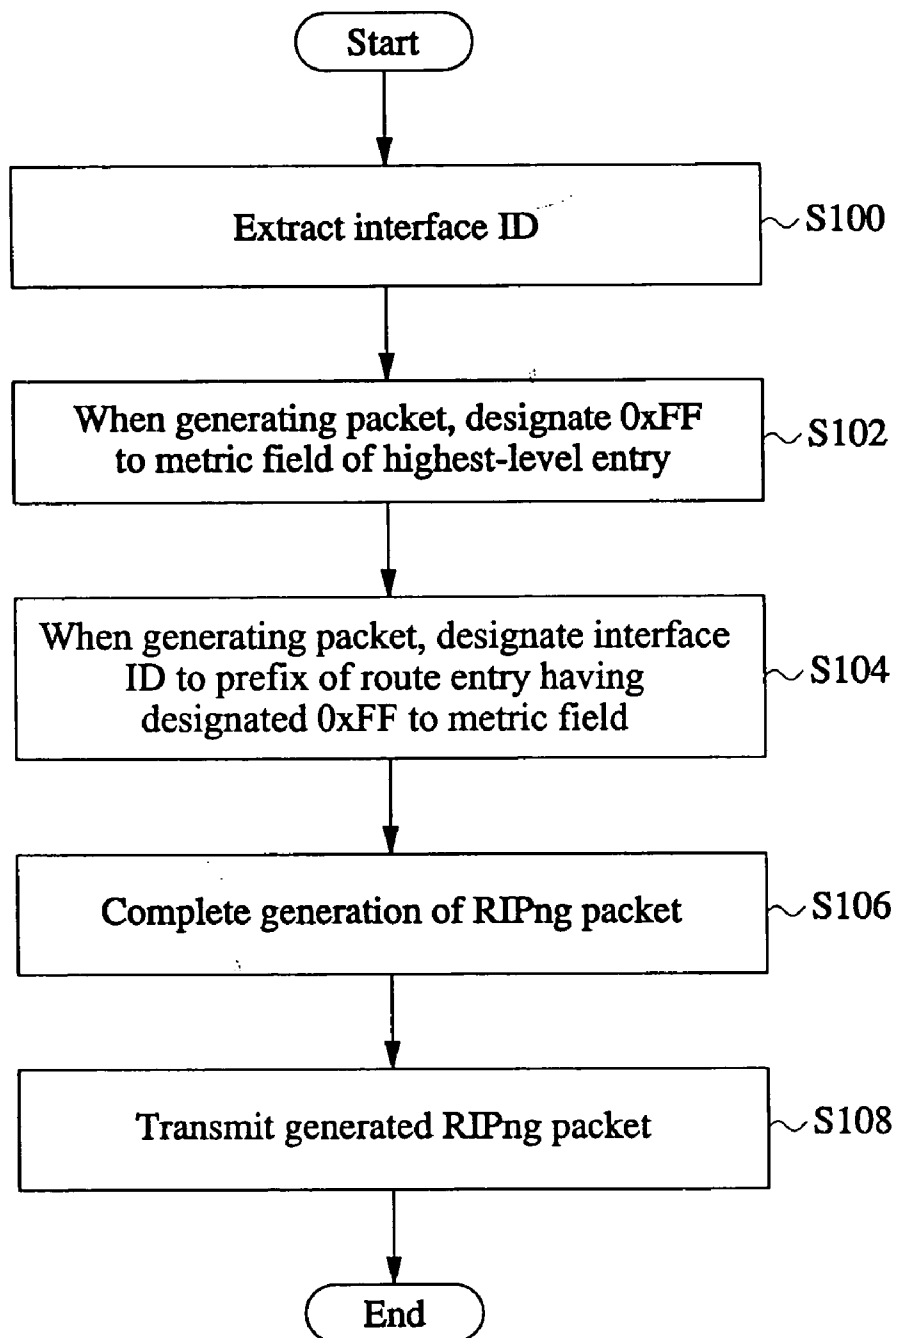 Start
Extract interface ID
S100
When generating packet, designate 0xFF
to metric field of highest-level entry
S102
When generating packet, designate interface
ID to prefix of route entry having
designated 0xFF to metric field
S104
Complete generation of RIPng packet
S106
Transmit generated RIPng packet
S108
End